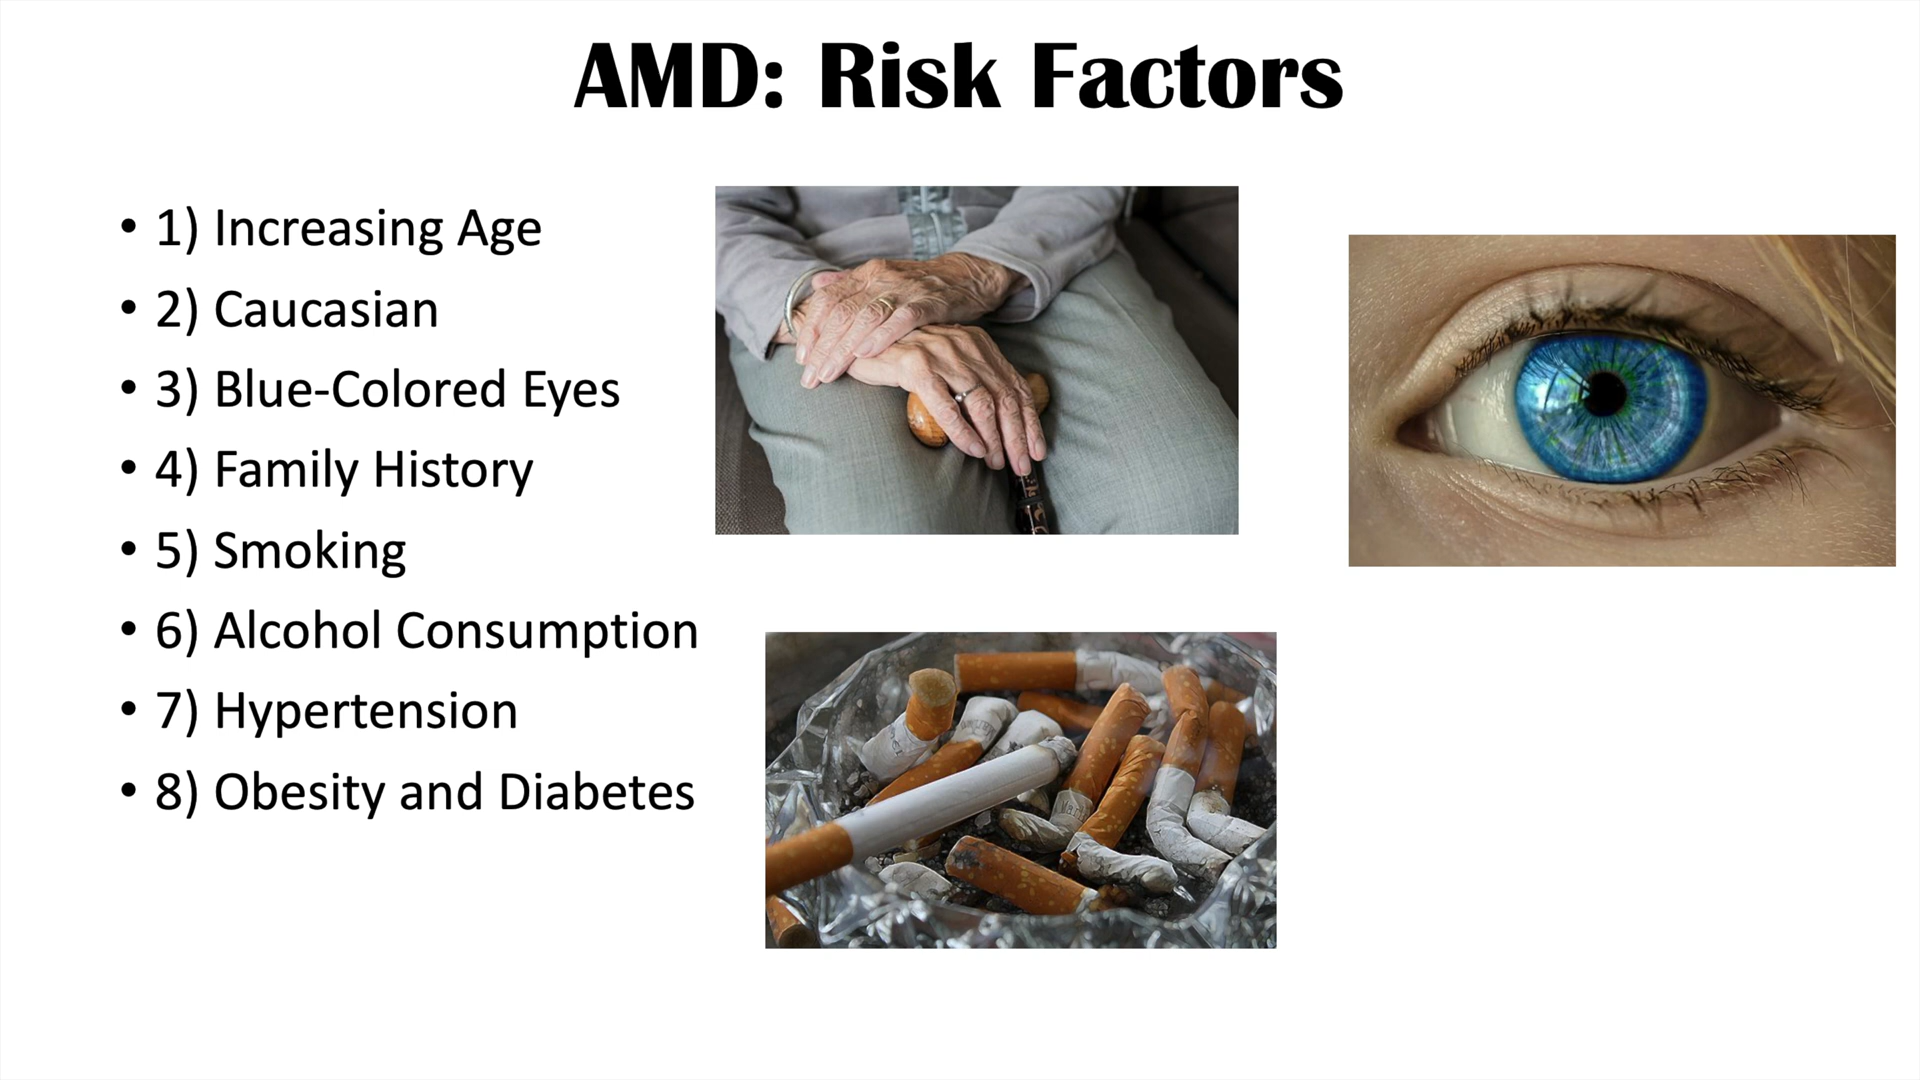 AMD: Risk Factors
• 1) Increasing Age
• 2) Caucasian
• 3) Blue-Colored Eyes
• 4) Family History
• 5) Smoking
• 6) Alcohol Consumption
• 7) Hypertension
• 8) Obesity and Diabetes